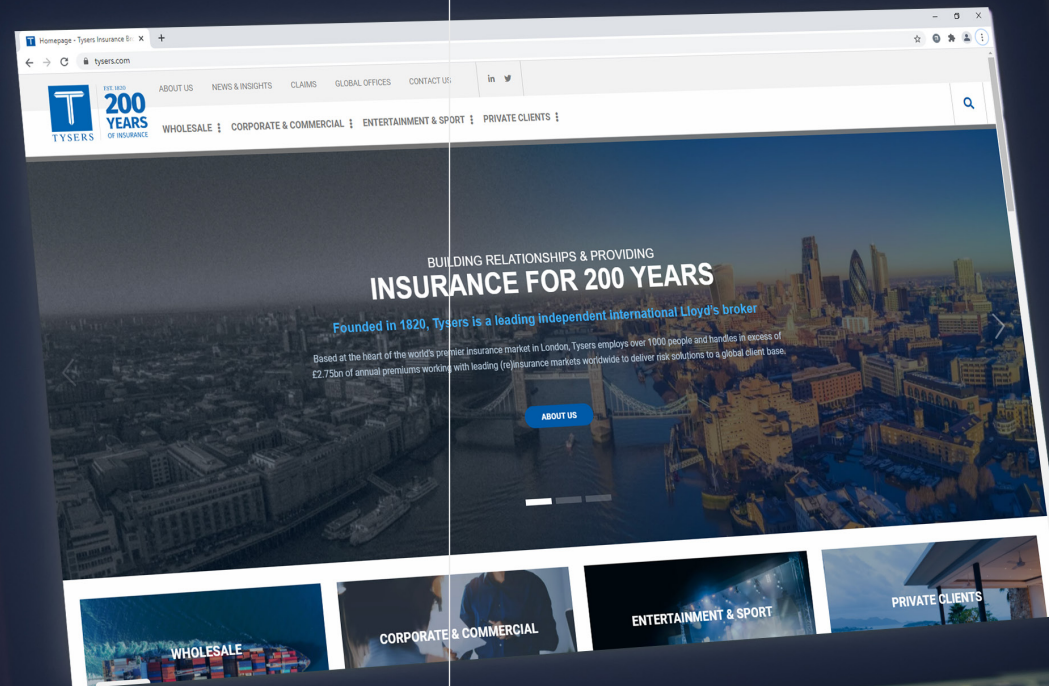 Homepage - Tysers Insurance Br
tysers.com
TYSERS
EST. 1820
200
YEARS
OF INSURANCE
ABOUT US NEWS & INSIGHTS CLAIMS GLOBAL OFFICES CONTACT US in
WHOLESALE CORPORATE & COMMERCIAL ENTERTAINMENT & SPORT PRIVATE CLIENTS
BUILDING RELATIONSHIPS & PROVIDING
INSURANCE FOR 200 YEARS
Founded in 1820, Tysers is a leading independent international Lloyd's broker
Based at the heart of the world's premier insurance market in London, Tysers employs over 1000 people and handles in excess of
£2.75bn of annual premiums working with leading (re)insurance markets worldwide to deliver risk solutions to a global client base.
ABOUT US
WHOLESALE
CORPORATE & COMMERCIAL
ENTERTAINMENT & SPORT
PRIVATE CLIENTS